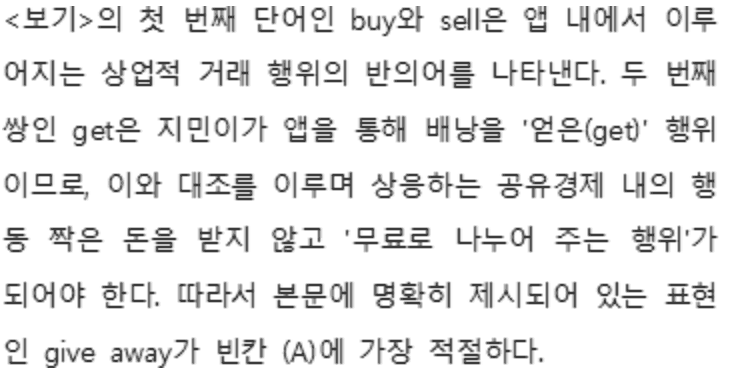 <보기>의 첫 번째 단어인 buy와 sell은 앱 내에서 이루
어지는 상업적 거래 행위의 반의어를 나타낸다. 두 번째
쌍인 get은 지민이가 앱을 통해 배낭을 '얻은(get)' 행위
이므로, 이와 대조를 이루며 상응하는 공유경제 내의 행
동 짝은 돈을 받지 않고 '무료로 나누어 주는 행위'가
되어야 한다. 따라서 본문에 명확히 제시되어 있는 표현
인 give away가 빈칸 (A)에 가장 적절하다.